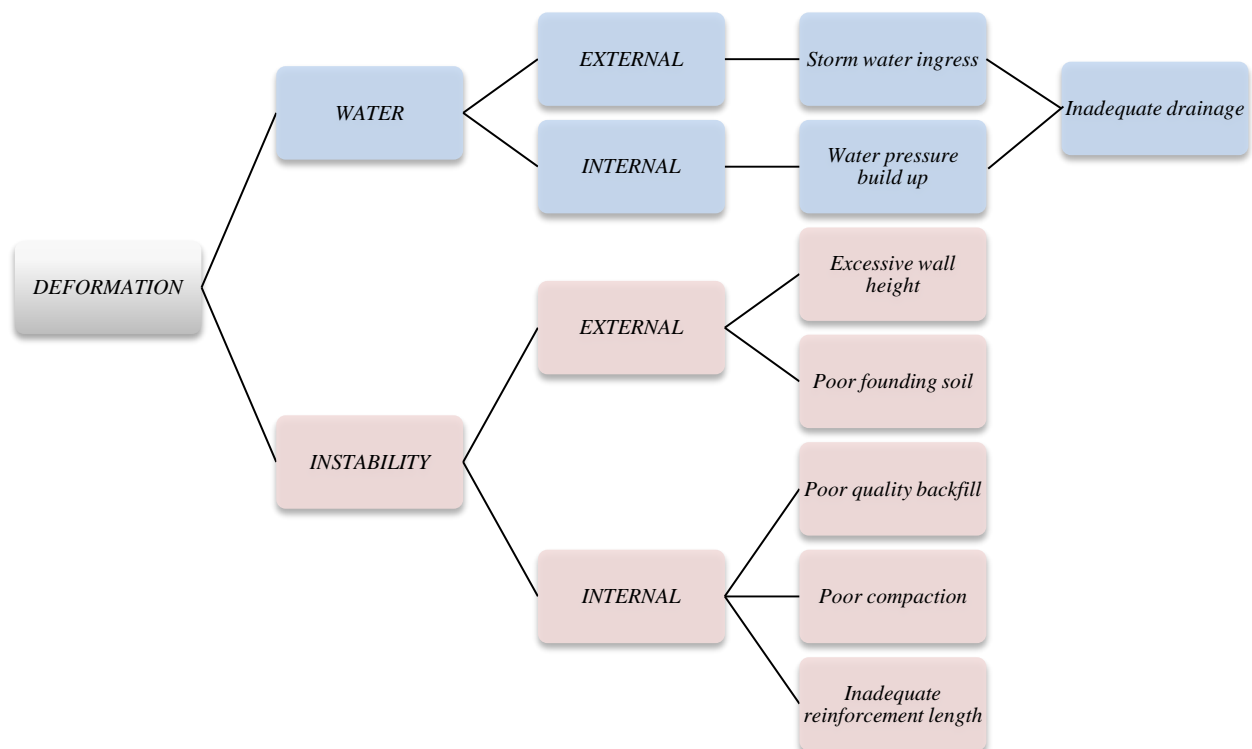 DEFORMATION
WATER
EXTERNAL
Storm water ingress
Inadequate drainage
INTERNAL
Water pressure
build up
INSTABILITY
EXTERNAL
Excessive wall
height
Poor founding soil
INTERNAL
Poor quality backfill
Poor compaction
Inadequate
reinforcement length